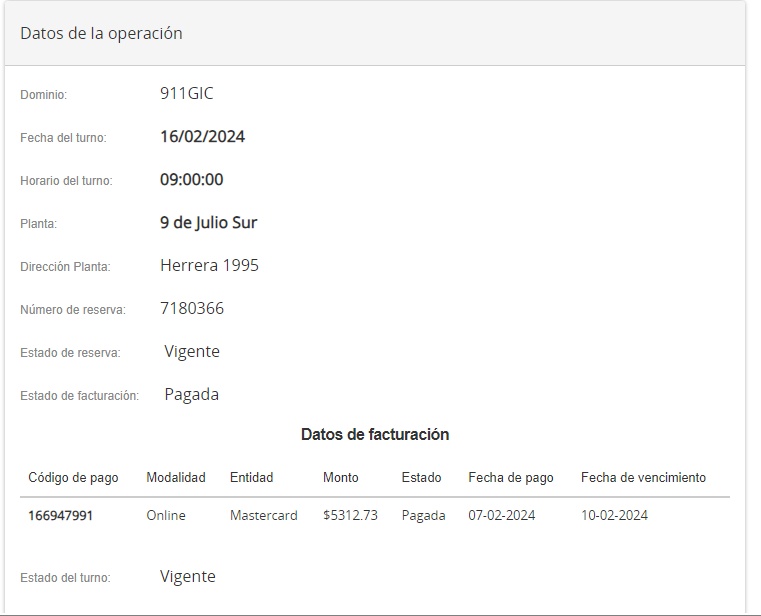 Datos de la operación
Dominio: 911GIC
Fecha del turno: 16/02/2024
Horario del turno: 09:00:00
Planta: 9 de Julio Sur
Dirección Planta: Herrera 1995
Número de reserva: 7180366
Estado de reserva: Vigente
Estado de facturación: Pagada
Datos de facturación
Código de pago Modalidad Entidad Monto Estado Fecha de pago Fecha de vencimiento
166947991 Online Mastercard $5312.73 Pagada 07-02-2024 10-02-2024
Estado del turno: Vigente